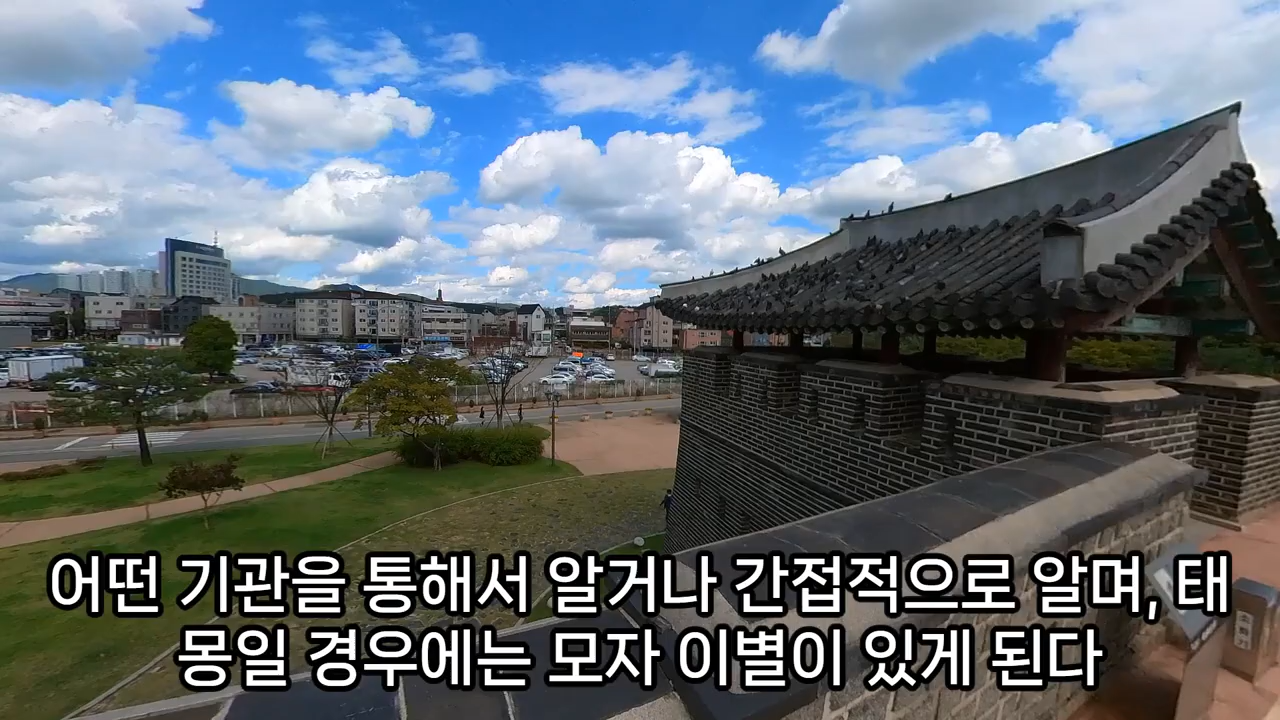 어떤 기관을 통해서 알거나 간접적으로 알며, 태
몽일 경우에는 모자 이별이 있게 된다